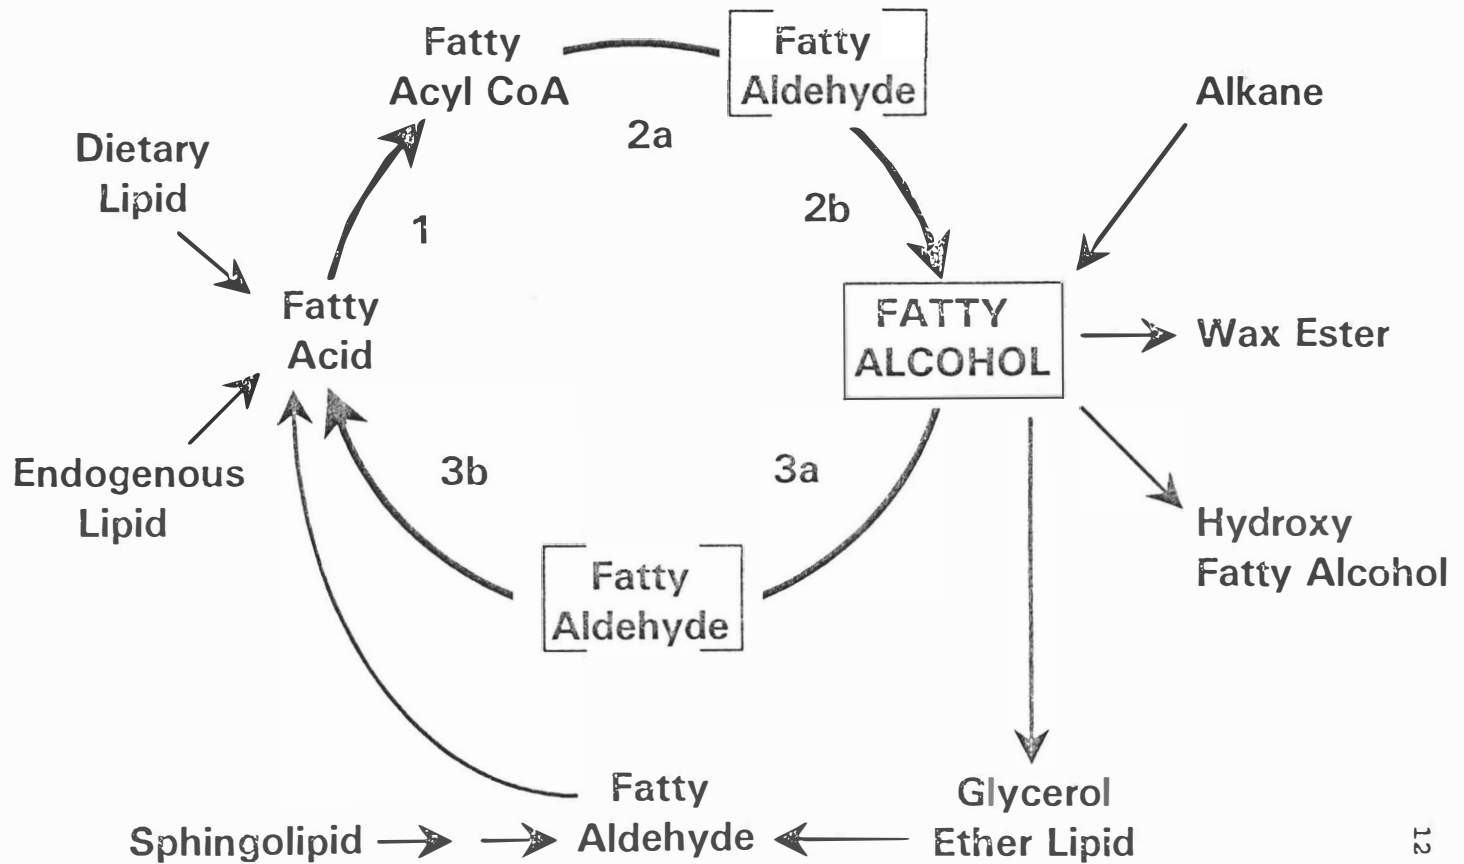 Fatty
Acyl CoA
Fatty
Aldehyde
Alkane
2a
Dietary
Lipid
1
2b
Fatty
Acid
FATTY
ALCOHOL
Wax Ester
Endogenous
Lipid
3b
3a
Hydroxy
Fatty Alcohol
Fatty
Aldehyde
Fatty
Aldehyde
Glycerol
Ether Lipid
Sphingolipid
12